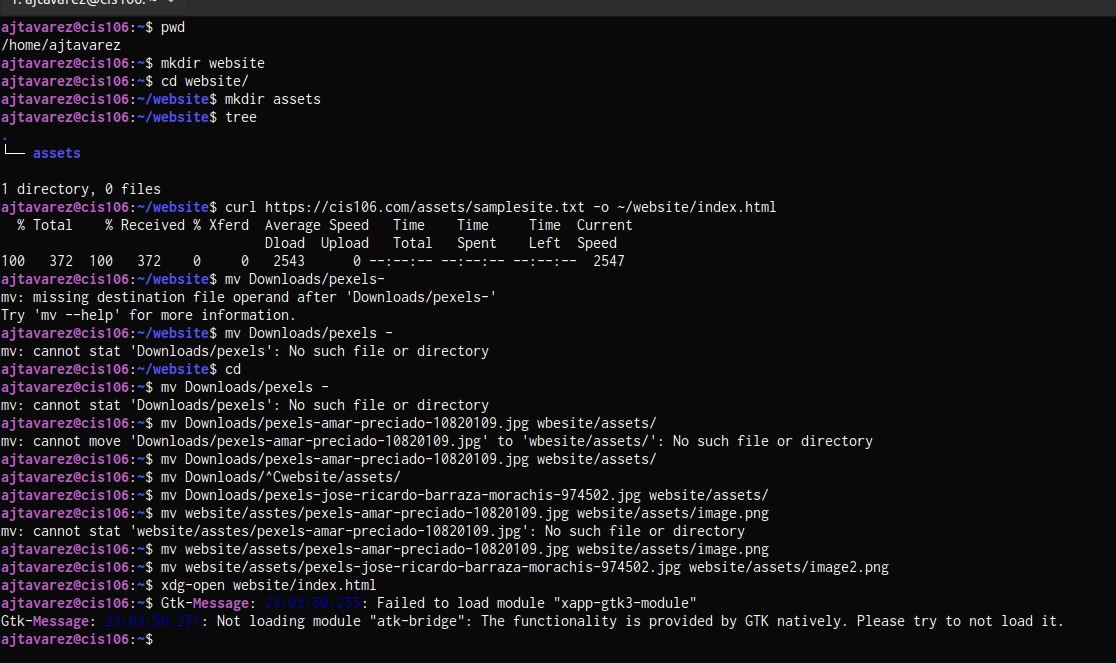 1: ajtavarez@cis106: ~
ajtavarez@cis106:~$ pwd
/home/ajtavarez
ajtavarez@cis106:~$ mkdir website
ajtavarez@cis106:~$ cd website/
ajtavarez@cis106:~/website$ mkdir assets
ajtavarez@cis106:~/website$ tree
.
└── assets

1 directory, 0 files
ajtavarez@cis106:~/website$ curl https://cis106.com/assets/samplesite.txt -o ~/website/index.html
  % Total    % Received % Xferd  Average Speed   Time    Time     Time  Current
                                 Dload  Upload   Total   Spent    Left  Speed
100   372  100   372    0     0   2543      0 --:--:-- --:--:-- --:--:--  2547
ajtavarez@cis106:~/website$ mv Downloads/pexels-
mv: missing destination file operand after 'Downloads/pexels-'
Try 'mv --help' for more information.
ajtavarez@cis106:~/website$ mv Downloads/pexels -
mv: cannot stat 'Downloads/pexels': No such file or directory
ajtavarez@cis106:~/website$ cd
ajtavarez@cis106:~$ mv Downloads/pexels -
mv: cannot stat 'Downloads/pexels': No such file or directory
ajtavarez@cis106:~$ mv Downloads/pexels-amar-preciado-10820109.jpg wbesite/assets/
mv: cannot move 'Downloads/pexels-amar-preciado-10820109.jpg' to 'wbesite/assets/': No such file or directory
ajtavarez@cis106:~$ mv Downloads/pexels-amar-preciado-10820109.jpg website/assets/
ajtavarez@cis106:~$ mv Downloads/^Cwebsite/assets/
ajtavarez@cis106:~$ mv Downloads/pexels-jose-ricardo-barraza-morachis-974502.jpg website/assets/
ajtavarez@cis106:~$ mv website/asstes/pexels-amar-preciado-10820109.jpg website/assets/image.png
mv: cannot stat 'website/asstes/pexels-amar-preciado-10820109.jpg': No such file or directory
ajtavarez@cis106:~$ mv website/assets/pexels-amar-preciado-10820109.jpg website/assets/image.png
ajtavarez@cis106:~$ mv website/assets/pexels-jose-ricardo-barraza-morachis-974502.jpg website/assets/image2.png
ajtavarez@cis106:~$ xdg-open website/index.html
ajtavarez@cis106:~$ Gtk-Message: 23:03:50.255: Failed to load module "xapp-gtk3-module"
Gtk-Message: 23:03:50.271: Not loading module "atk-bridge": The functionality is provided by GTK natively. Please try to not load it.
ajtavarez@cis106:~$